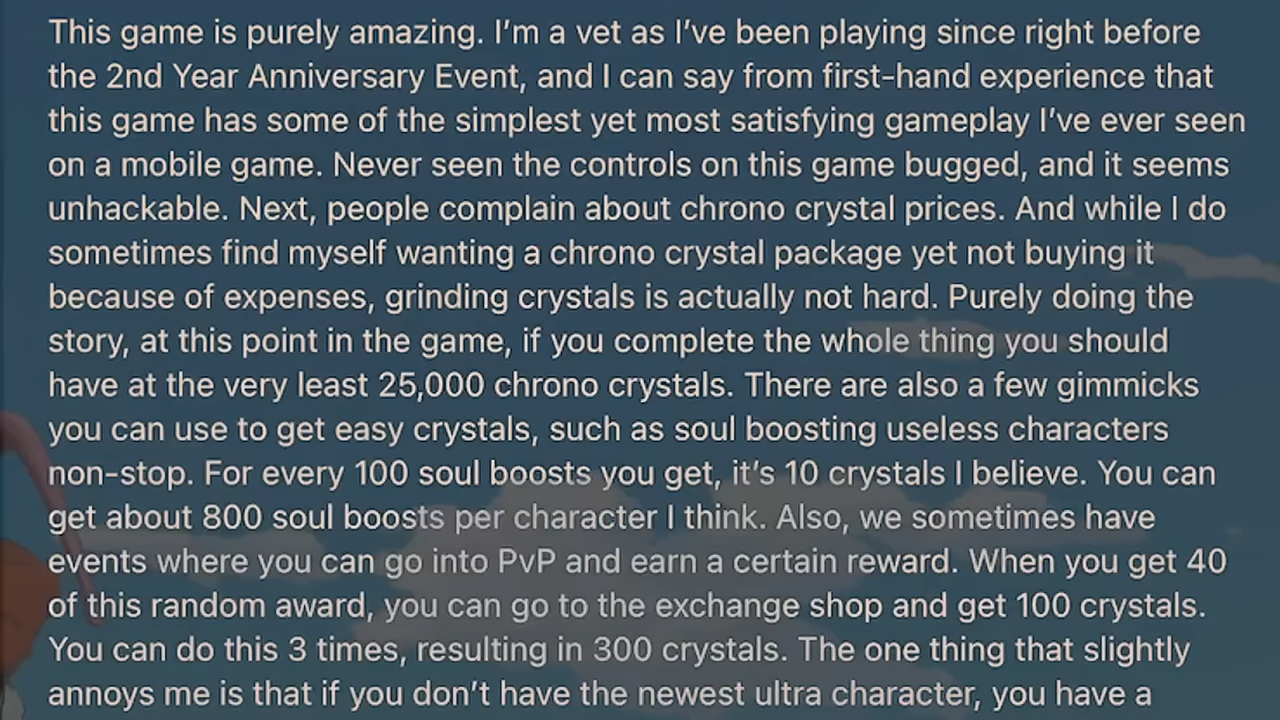 This game is purely amazing. I’m a vet as I’ve been playing since right before
the 2nd Year Anniversary Event, and I can say from first-hand experience that
this game has some of the simplest yet most satisfying gameplay I’ve ever seen
on a mobile game. Never seen the controls on this game bugged, and it seems
unhackable. Next, people complain about chrono crystal prices. And while I do
sometimes find myself wanting a chrono crystal package yet not buying it
because of expenses, grinding crystals is actually not hard. Purely doing the
story, at this point in the game, if you complete the whole thing you should
have at the very least 25,000 chrono crystals. There are also a few gimmicks
you can use to get easy crystals, such as soul boosting useless characters
non-stop. For every 100 soul boosts you get, it’s 10 crystals I believe. You can
get about 800 soul boosts per character I think. Also, we sometimes have
events where you can go into PvP and earn a certain reward. When you get 40
of this random award, you can go to the exchange shop and get 100 crystals.
You can do this 3 times, resulting in 300 crystals. The one thing that slightly
annoys me is that if you don’t have the newest ultra character, you have a